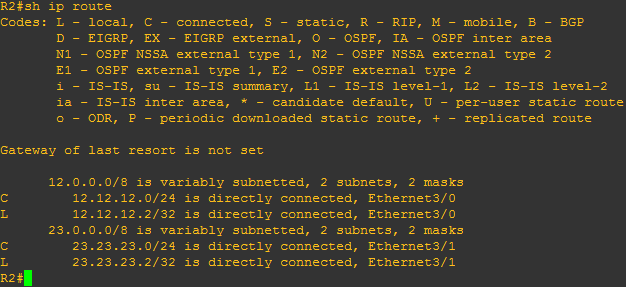 R2#sh ip route
Codes: L - local, C - connected, S - static, R - RIP, M - mobile, B - BGP
       D - EIGRP, EX - EIGRP external, O - OSPF, IA - OSPF inter area
       N1 - OSPF NSSA external type 1, N2 - OSPF NSSA external type 2
       E1 - OSPF external type 1, E2 - OSPF external type 2
       i - IS-IS, su - IS-IS summary, L1 - IS-IS level-1, L2 - IS-IS level-2
       ia - IS-IS inter area, * - candidate default, U - per-user static route
       o - ODR, P - periodic downloaded static route, + - replicated route

Gateway of last resort is not set

      12.0.0.0/8 is variably subnetted, 2 subnets, 2 masks
C        12.12.12.0/24 is directly connected, Ethernet3/0
L        12.12.12.2/32 is directly connected, Ethernet3/0
      23.0.0.0/8 is variably subnetted, 2 subnets, 2 masks
C        23.23.23.0/24 is directly connected, Ethernet3/1
L        23.23.23.2/32 is directly connected, Ethernet3/1
R2#